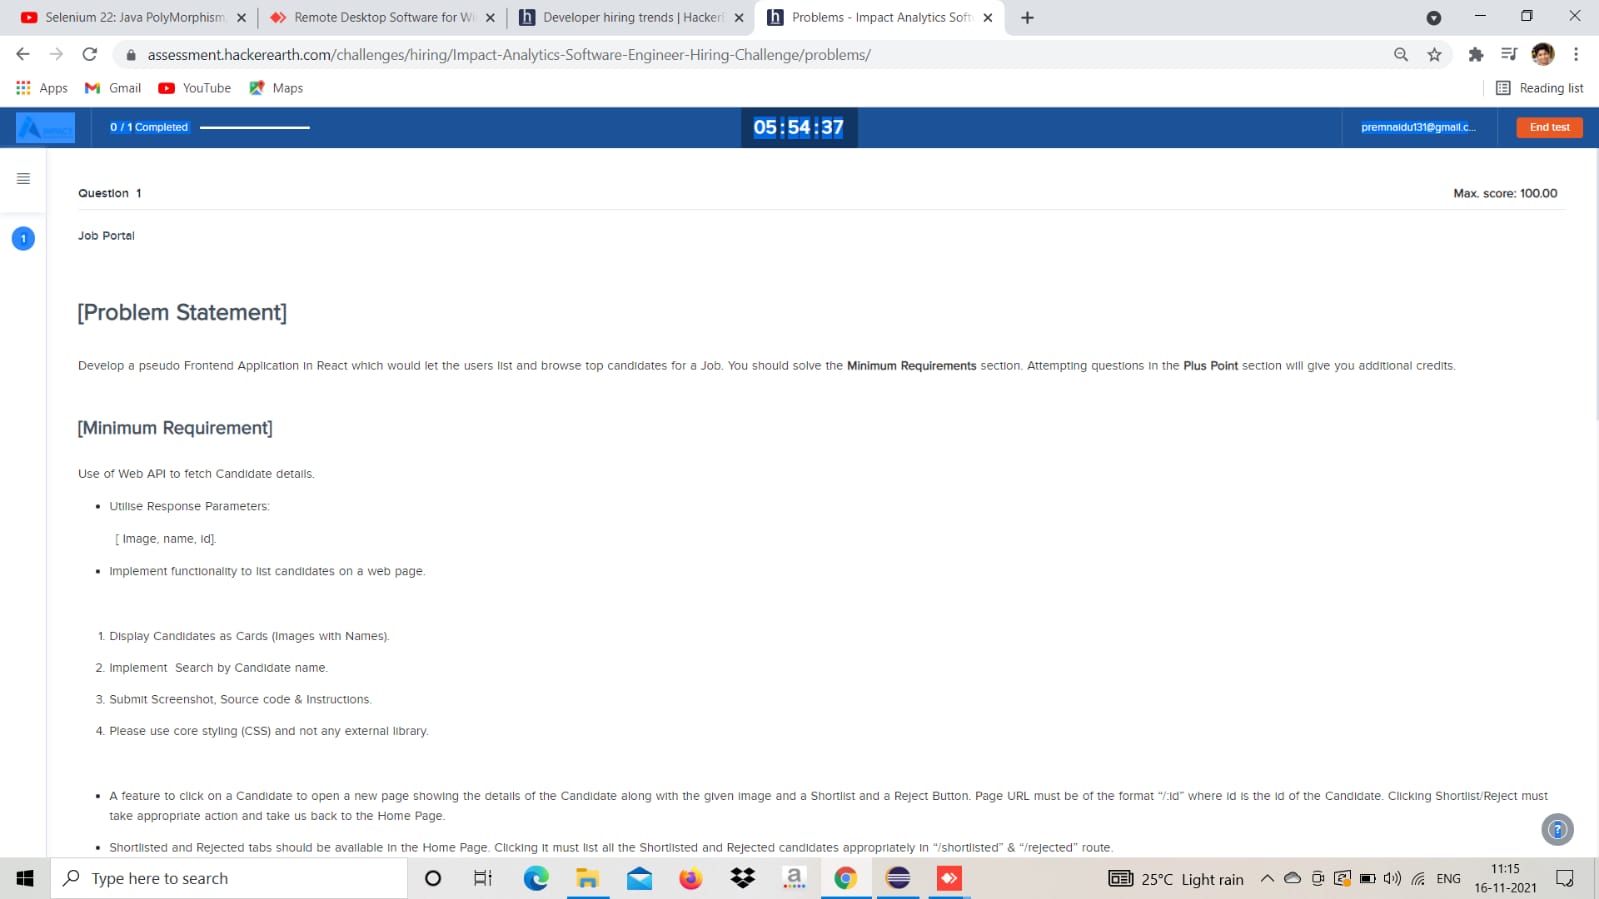 Selenium 22: Java PolyMorphism
Remote Desktop Software for Wi
Developer hiring trends | Hacker
Problems - Impact Analytics Soft
assessment.hackerearth.com/challenges/hiring/Impact-Analytics-Software-Engineer-Hiring-Challenge/problems/
Apps Gmail YouTube Maps Reading list
IMPACT 0 / 1 Completed 05 : 54 : 37 premnaidu131@gmail.c... End test
Question 1 Max. score: 100.00
1 Job Portal
[Problem Statement]
Develop a pseudo Frontend Application in React which would let the users list and browse top candidates for a Job. You should solve the Minimum Requirements section. Attempting questions in the Plus Point section will give you additional credits.
[Minimum Requirement]
Use of Web API to fetch Candidate details.
• Utilise Response Parameters:
[ Image, name, id].
• Implement functionality to list candidates on a web page.
1. Display Candidates as Cards (Images with Names).
2. Implement Search by Candidate name.
3. Submit Screenshot, Source code & Instructions.
4. Please use core styling (CSS) and not any external library.
• A feature to click on a Candidate to open a new page showing the details of the Candidate along with the given image and a Shortlist and a Reject Button. Page URL must be of the format “/:id” where id is the id of the Candidate. Clicking Shortlist/Reject must
take appropriate action and take us back to the Home Page.
?
• Shortlisted and Rejected tabs should be available in the Home Page. Clicking it must list all the Shortlisted and Rejected candidates appropriately in “/shortlisted” & “/rejected” route.
Type here to search a 25°C Light rain ENG 11:15
16-11-2021